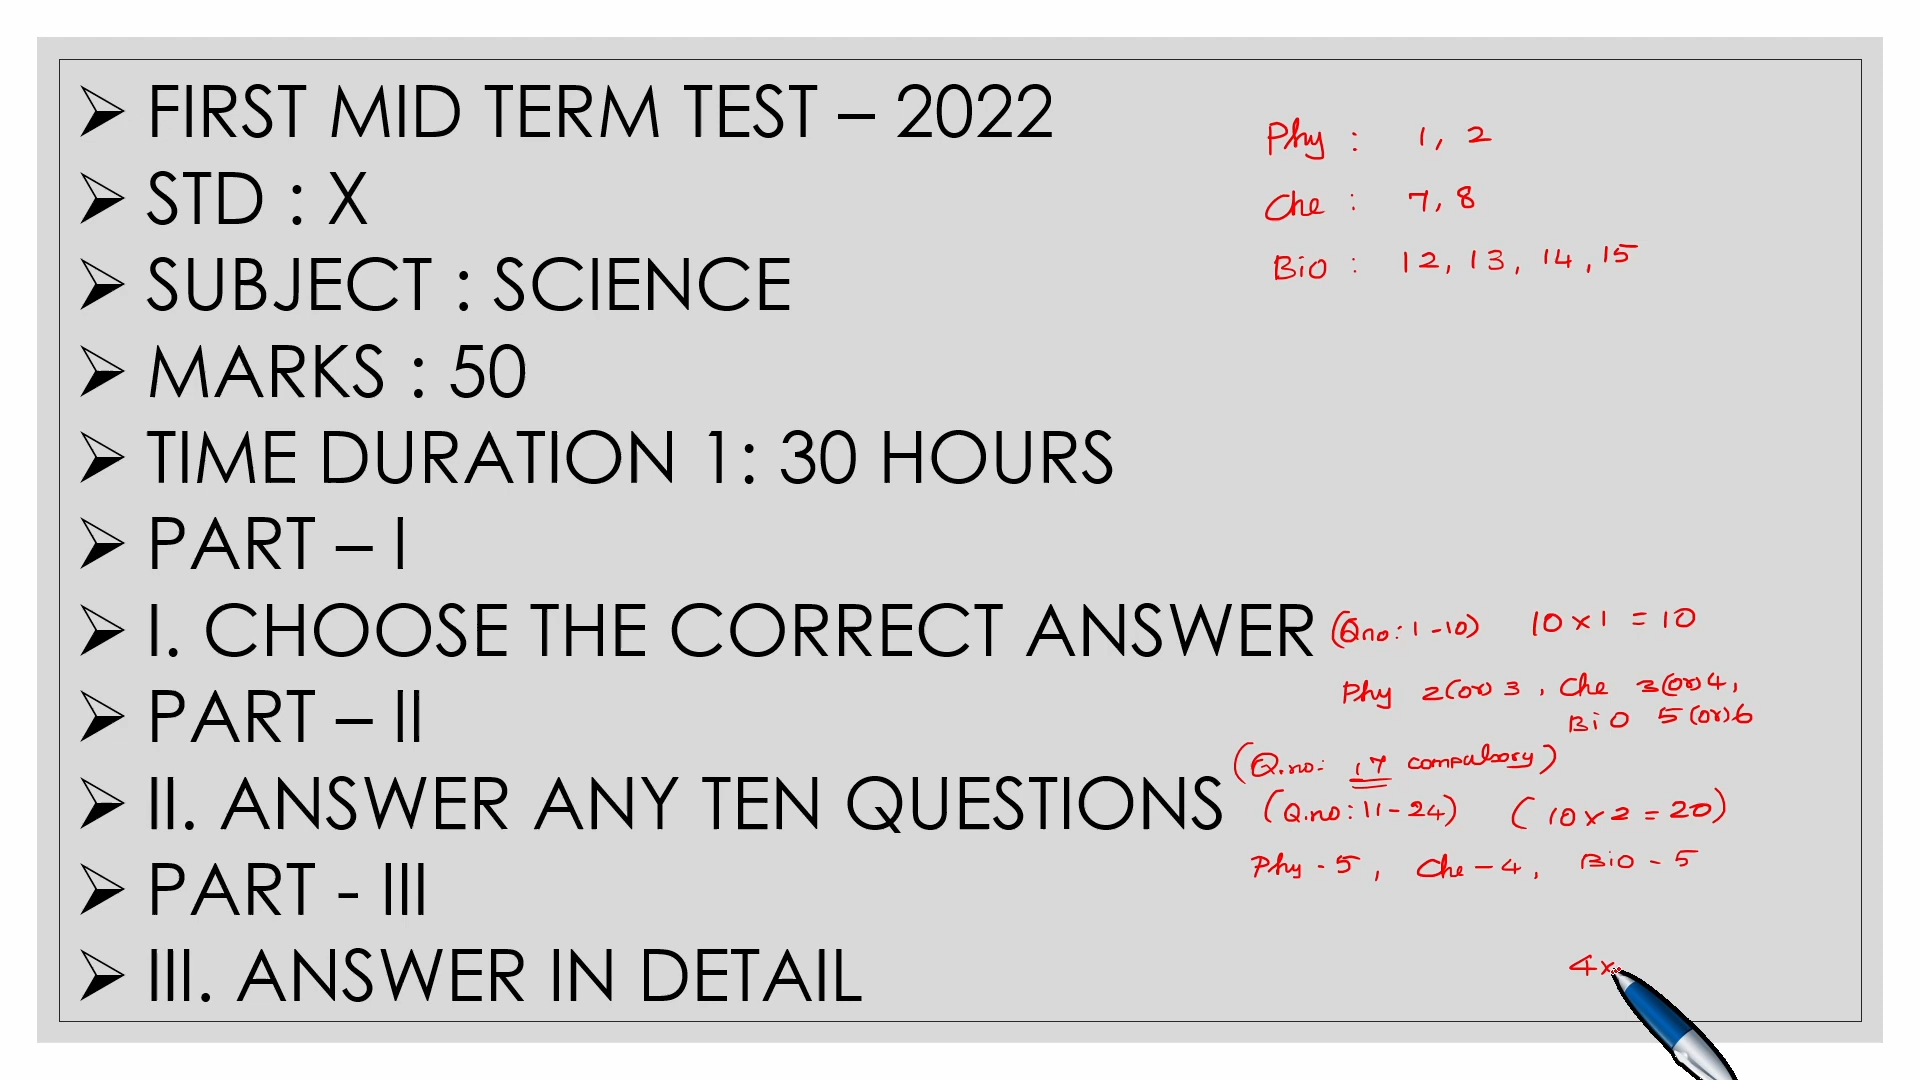 FIRST MID TERM TEST – 2022
Phy : 1, 2
STD : X
Che : 7, 8
SUBJECT : SCIENCE
Bio : 12, 13, 14, 15
MARKS : 50
TIME DURATION 1: 30 HOURS
PART – I
I. CHOOSE THE CORRECT ANSWER (Qno: 1 - 10) 10 x 1 = 10
Phy 2(or) 3 , Che 3(or) 4,
Bio 5 (or) 6
PART – II
(Q.no: 17 compulsory)
II. ANSWER ANY TEN QUESTIONS (Q.no: 11 - 24) ( 10 x 2 = 20)
Phy - 5 , Che - 4 , Bio - 5
PART - III
III. ANSWER IN DETAIL 4x